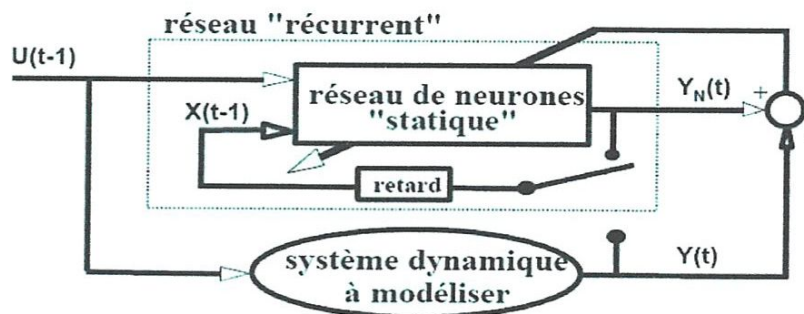 réseau "récurrent"
U(t-1)
X(t-1)
réseau de neurones
"statique"
Y_N(t)
+
retard
système dynamique
à modéliser
Y(t)